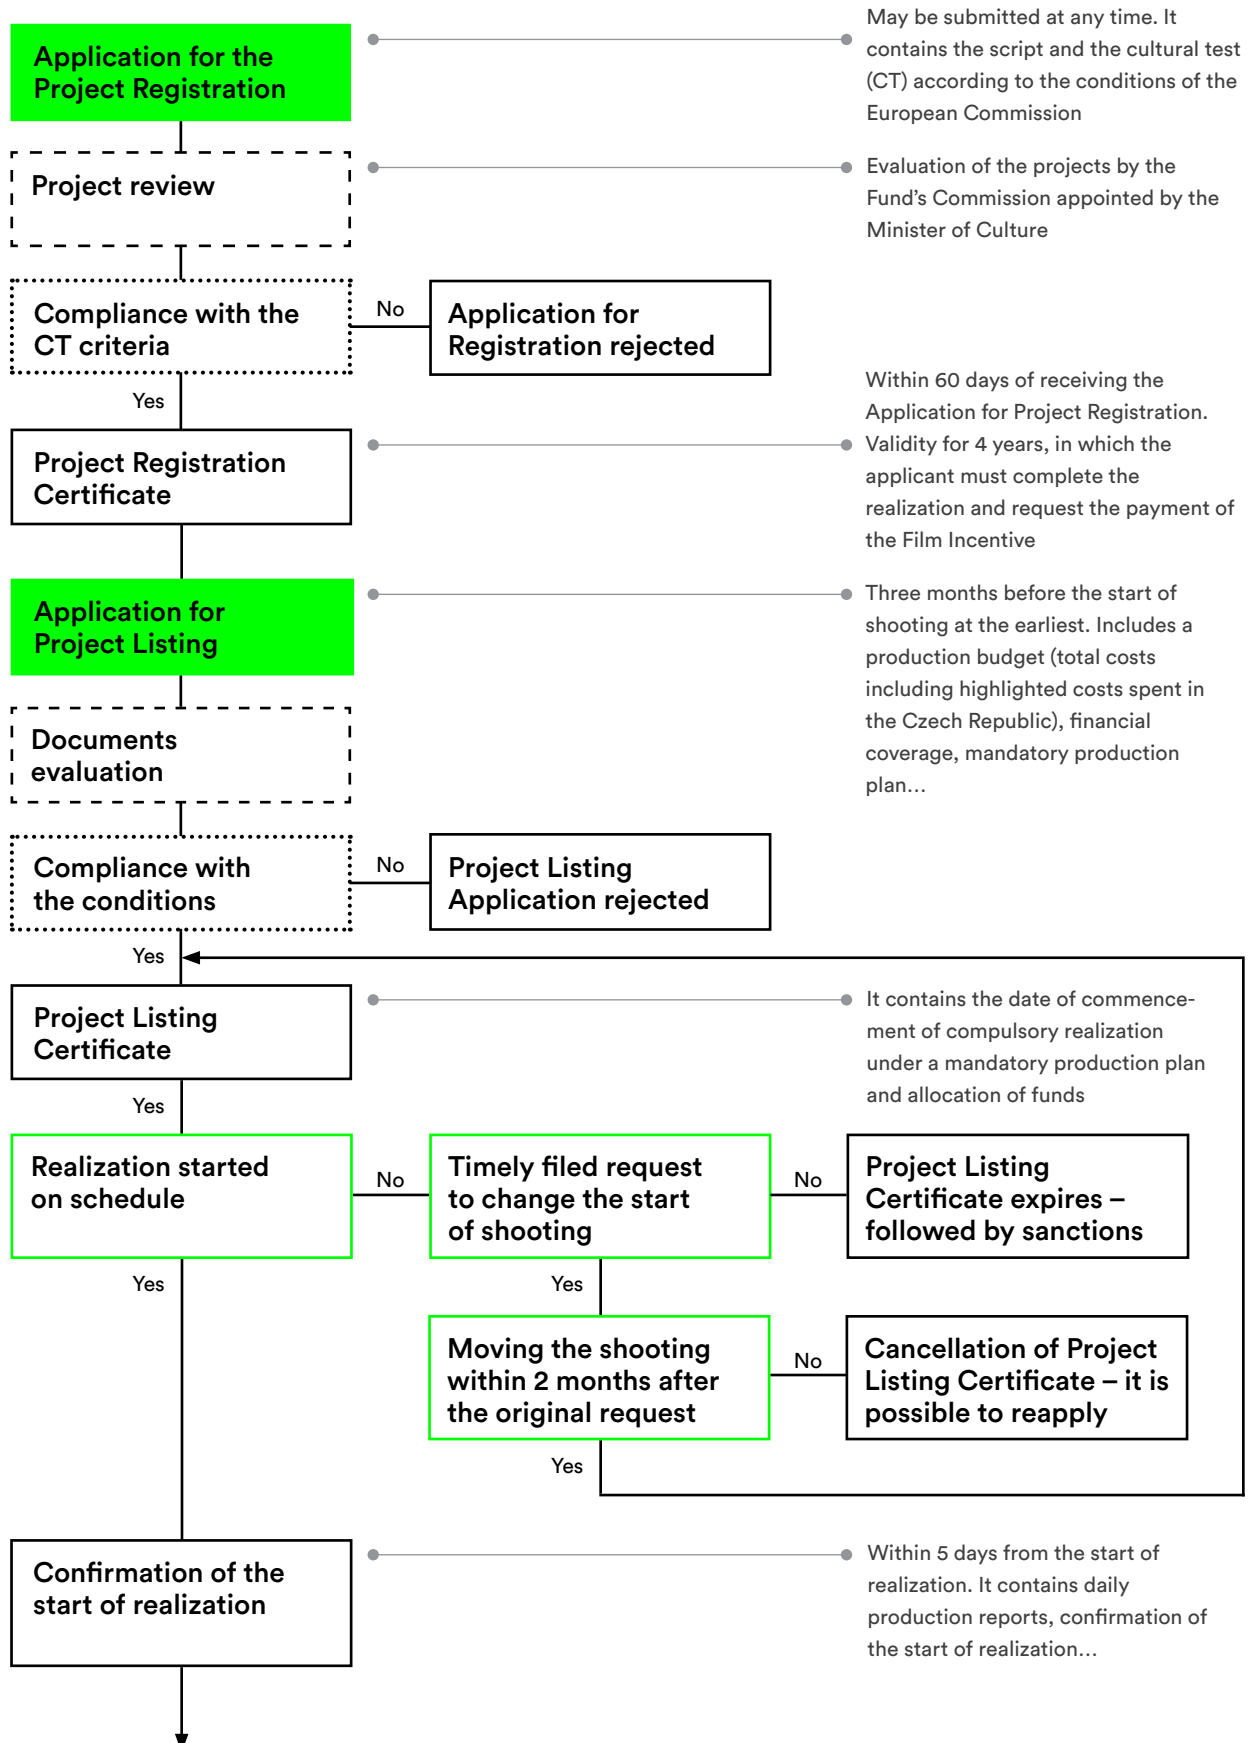 Application for the
Project Registration
May be submitted at any time. It
contains the script and the cultural test
(CT) according to the conditions of the
European Commission
Project review
Evaluation of the projects by the
Fund’s Commission appointed by the
Minister of Culture
Compliance with the
CT criteria
No
Application for
Registration rejected
Yes
Project Registration
Certificate
Within 60 days of receiving the
Application for Project Registration.
Validity for 4 years, in which the
applicant must complete the
realization and request the payment of
the Film Incentive
Application for
Project Listing
Three months before the start of
shooting at the earliest. Includes a
production budget (total costs
including highlighted costs spent in
the Czech Republic), financial
coverage, mandatory production
plan…
Documents
evaluation
Compliance with
the conditions
No
Project Listing
Application rejected
Yes
Project Listing
Certificate
It contains the date of commence-
ment of compulsory realization
under a mandatory production plan
and allocation of funds
Yes
Realization started
on schedule
No
Timely filed request
to change the start
of shooting
No
Project Listing
Certificate expires –
followed by sanctions
Yes
Yes
Moving the shooting
within 2 months after
the original request
No
Cancellation of Project
Listing Certificate – it is
possible to reapply
Yes
Confirmation of the
start of realization
Within 5 days from the start of
realization. It contains daily
production reports, confirmation of
the start of realization…